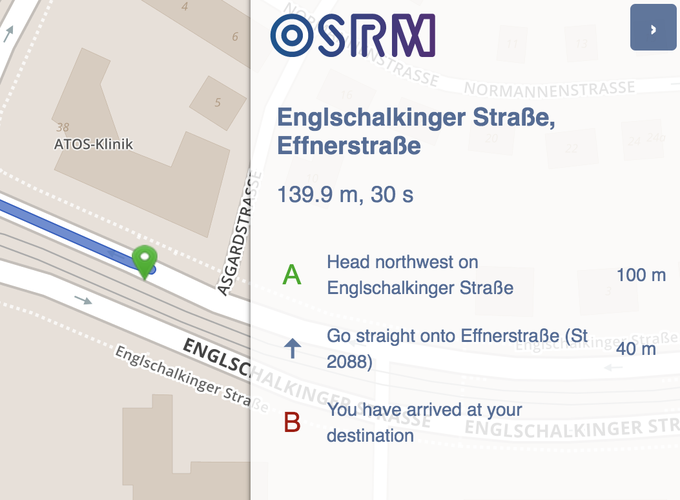 OSRM
›
4
6
5
38
ATOS-Klinik
NORMANNENSTRASSE
ASGARDSTRASSE
Englschalkinger Straße,
Effnerstraße
139.9 m, 30 s
A Head northwest on
Englschalkinger Straße 100 m
Go straight onto Effnerstraße (St
2088) 40 m
B You have arrived at your
destination
Englschalkinger Straße
ENGLSCHALKINGER STRASSE
Englschalkinger Straße
ENGLSCHALKINGER STR